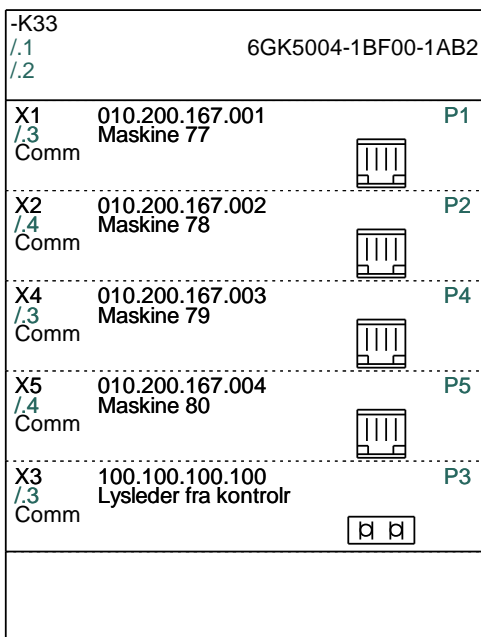 -K33
/.1 6GK5004-1BF00-1AB2
/.2
X1 010.200.167.001 P1
/.3 Maskine 77
Comm
X2 010.200.167.002 P2
/.4 Maskine 78
Comm
X4 010.200.167.003 P4
/.3 Maskine 79
Comm
X5 010.200.167.004 P5
/.4 Maskine 80
Comm
X3 100.100.100.100 P3
/.3 Lysleder fra kontrolr
Comm